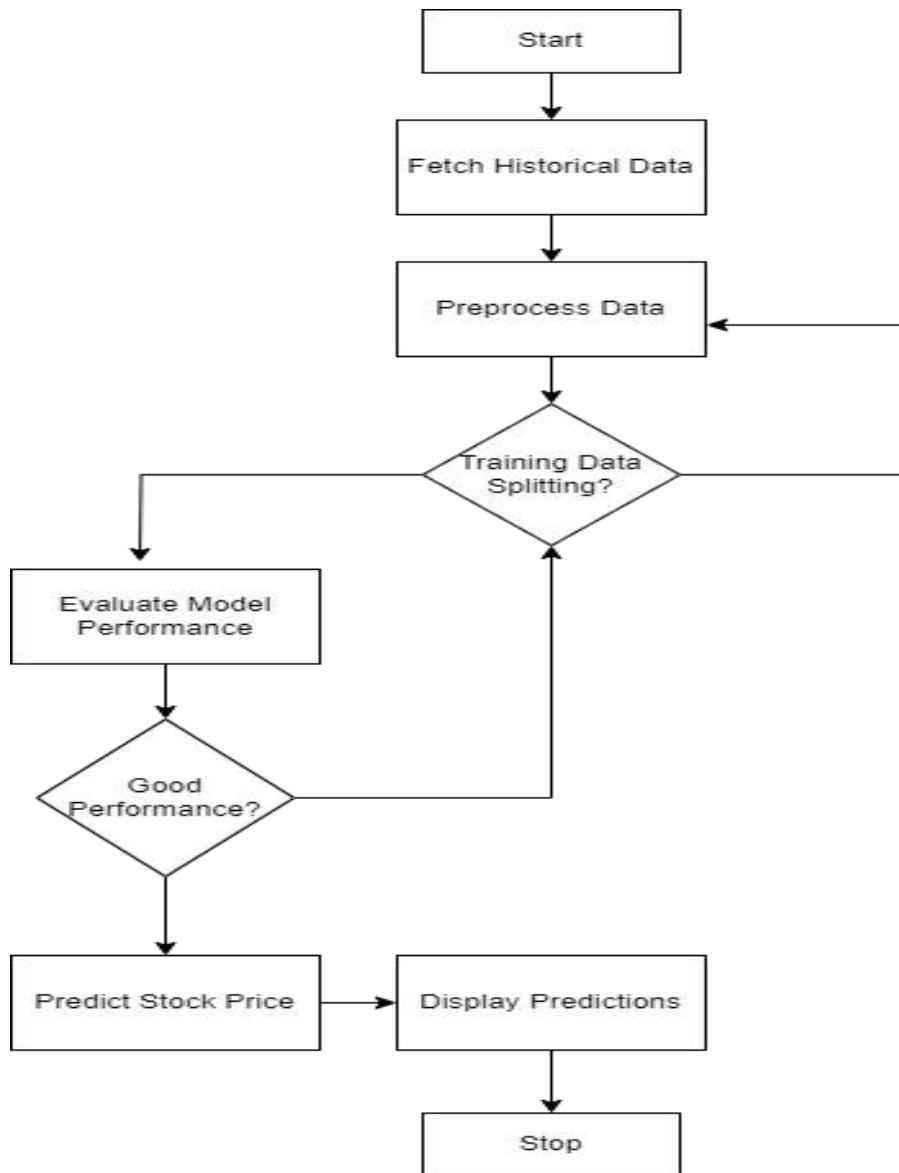 Start
Fetch Historical Data
Preprocess Data
Training Data
Splitting?
Evaluate Model
Performance
Good
Performance?
Predict Stock Price
Display Predictions
Stop